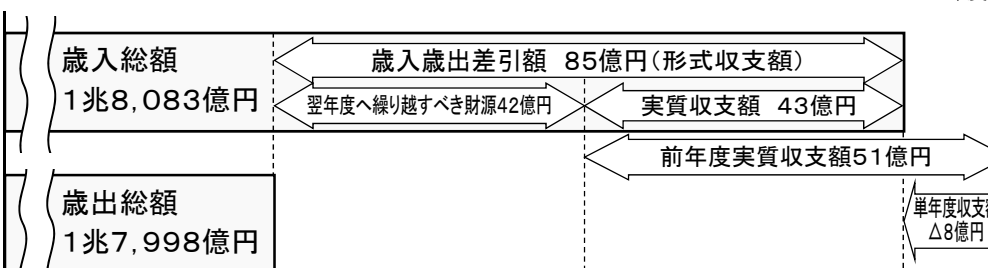 歳入総額
1兆8,083億円
歳入歳出差引額 85億円(形式収支額)
翌年度へ繰り越すべき財源42億円
実質収支額 43億円
前年度実質収支額51億円
歳出総額
1兆7,998億円
単年度収支額
△8億円